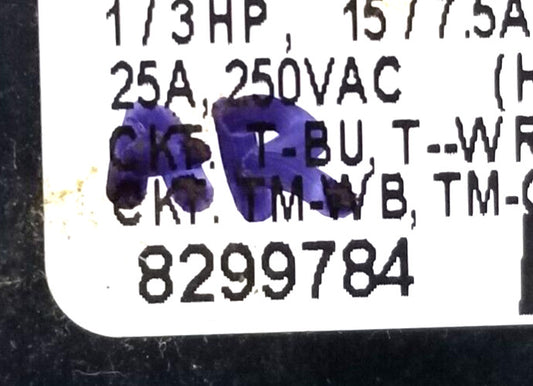 1/3HP, 15/7.5A
25A, 250VAC (H
CKT. T-BU, T--WR
CKT. TM-WB, TM-
8299784
AR